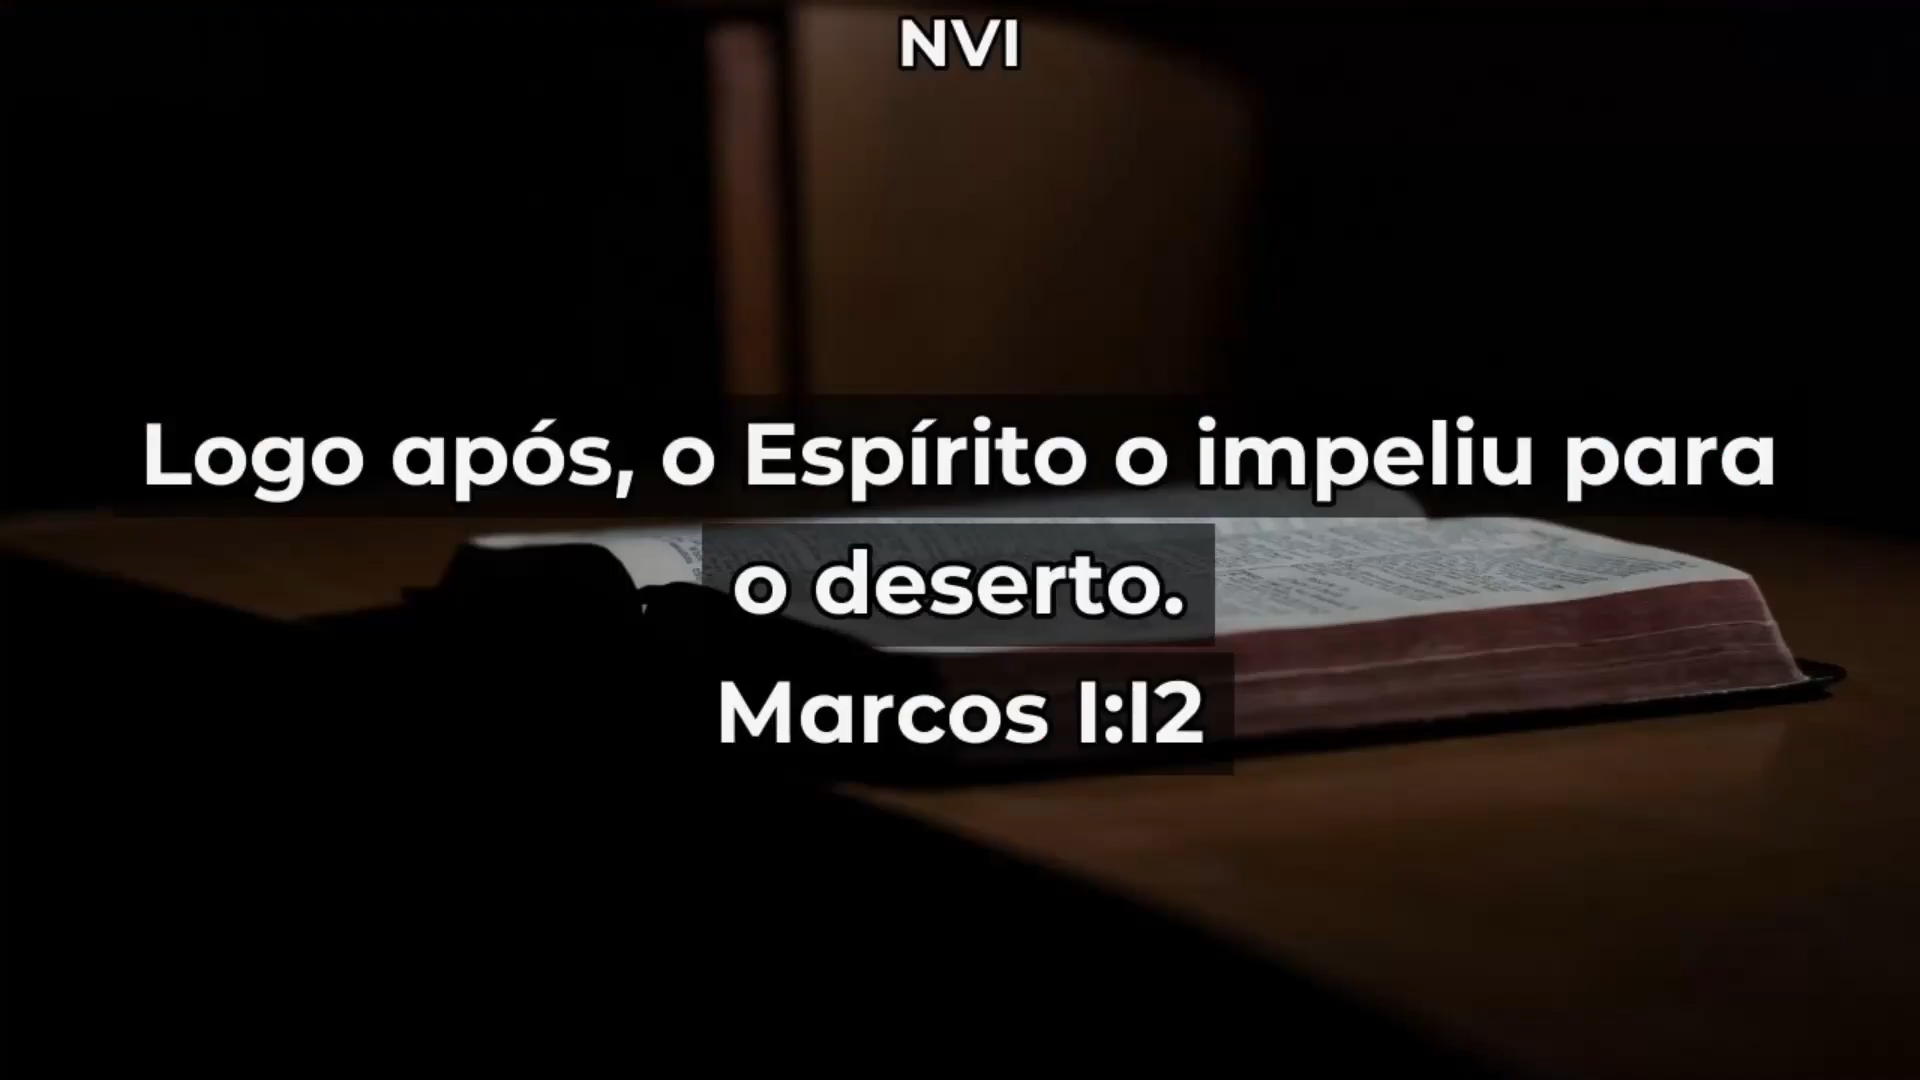 NVI
Logo após, o Espírito o impeliu para
o deserto.
Marcos 1:12